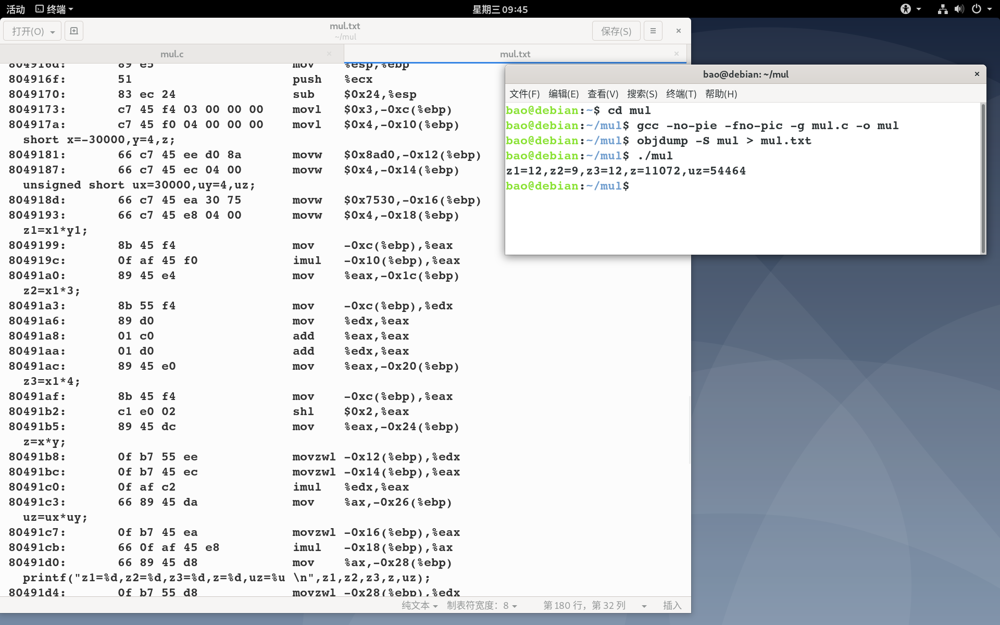 活动 终端 星期三 09:45
打开(O) mul.txt 保存(S)
~/mul
mul.c mul.txt
804916d: 89 e5 mov %esp,%ebp
804916f: 51 push %ecx
8049170: 83 ec 24 sub $0x24,%esp
8049173: c7 45 f4 03 00 00 00 movl $0x3,-0xc(%ebp)
804917a: c7 45 f0 04 00 00 00 movl $0x4,-0x10(%ebp)
short x=-30000,y=4,z;
8049181: 66 c7 45 ee d0 8a movw $0x8ad0,-0x12(%ebp)
8049187: 66 c7 45 ec 04 00 movw $0x4,-0x14(%ebp)
unsigned short ux=30000,uy=4,uz;
804918d: 66 c7 45 ea 30 75 movw $0x7530,-0x16(%ebp)
8049193: 66 c7 45 e8 04 00 movw $0x4,-0x18(%ebp)
z1=x1*y1;
8049199: 8b 45 f4 mov -0xc(%ebp),%eax
804919c: 0f af 45 f0 imul -0x10(%ebp),%eax
80491a0: 89 45 e4 mov %eax,-0x1c(%ebp)
z2=x1*3;
80491a3: 8b 55 f4 mov -0xc(%ebp),%edx
80491a6: 89 d0 mov %edx,%eax
80491a8: 01 c0 add %eax,%eax
80491aa: 01 d0 add %edx,%eax
80491ac: 89 45 e0 mov %eax,-0x20(%ebp)
z3=x1*4;
80491af: 8b 45 f4 mov -0xc(%ebp),%eax
80491b2: c1 e0 02 shl $0x2,%eax
80491b5: 89 45 dc mov %eax,-0x24(%ebp)
z=x*y;
80491b8: 0f b7 55 ee movzwl -0x12(%ebp),%edx
80491bc: 0f b7 45 ec movzwl -0x14(%ebp),%eax
80491c0: 0f af c2 imul %edx,%eax
80491c3: 66 89 45 da mov %ax,-0x26(%ebp)
uz=ux*uy;
80491c7: 0f b7 45 ea movzwl -0x16(%ebp),%eax
80491cb: 66 0f af 45 e8 imul -0x18(%ebp),%ax
80491d0: 66 89 45 d8 mov %ax,-0x28(%ebp)
printf("z1=%d,z2=%d,z3=%d,z=%d,uz=%u \n",z1,z2,z3,z,uz);
80491d4: 0f b7 55 d8 movzwl -0x28(%ebp),%edx
纯文本 制表符宽度：8 第 180 行，第 32 列 插入
bao@debian: ~/mul
文件(F) 编辑(E) 查看(V) 搜索(S) 终端(T) 帮助(H)
bao@debian:~$ cd mul
bao@debian:~/mul$ gcc -no-pie -fno-pic -g mul.c -o mul
bao@debian:~/mul$ objdump -S mul > mul.txt
bao@debian:~/mul$ ./mul
z1=12,z2=9,z3=12,z=11072,uz=54464
bao@debian:~/mul$